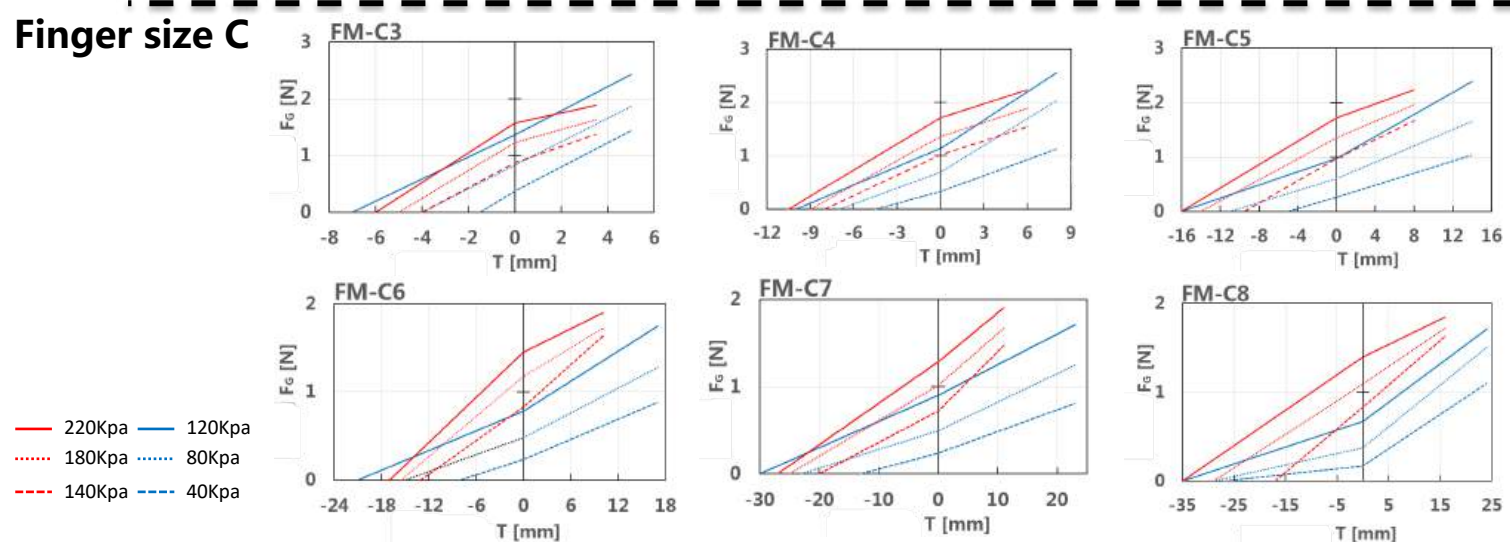 Finger size C
FM-C3
3
2
1
0
F_G [N]
-8 -6 -4 -2 0 2 4 6
T [mm]
FM-C4
3
2
1
0
F_G [N]
-12 -9 -6 -3 0 3 6 9
T [mm]
FM-C5
3
2
1
0
F_G [N]
-16 -12 -8 -4 0 4 8 12 16
T [mm]
FM-C6
2
1
0
F_G [N]
-24 -18 -12 -6 0 6 12 18
T [mm]
FM-C7
2
1
0
F_G [N]
-30 -20 -10 0 10 20
T [mm]
FM-C8
2
1
0
F_G [N]
-35 -25 -15 -5 5 15 25
T [mm]
220Kpa 120Kpa
180Kpa 80Kpa
140Kpa 40Kpa